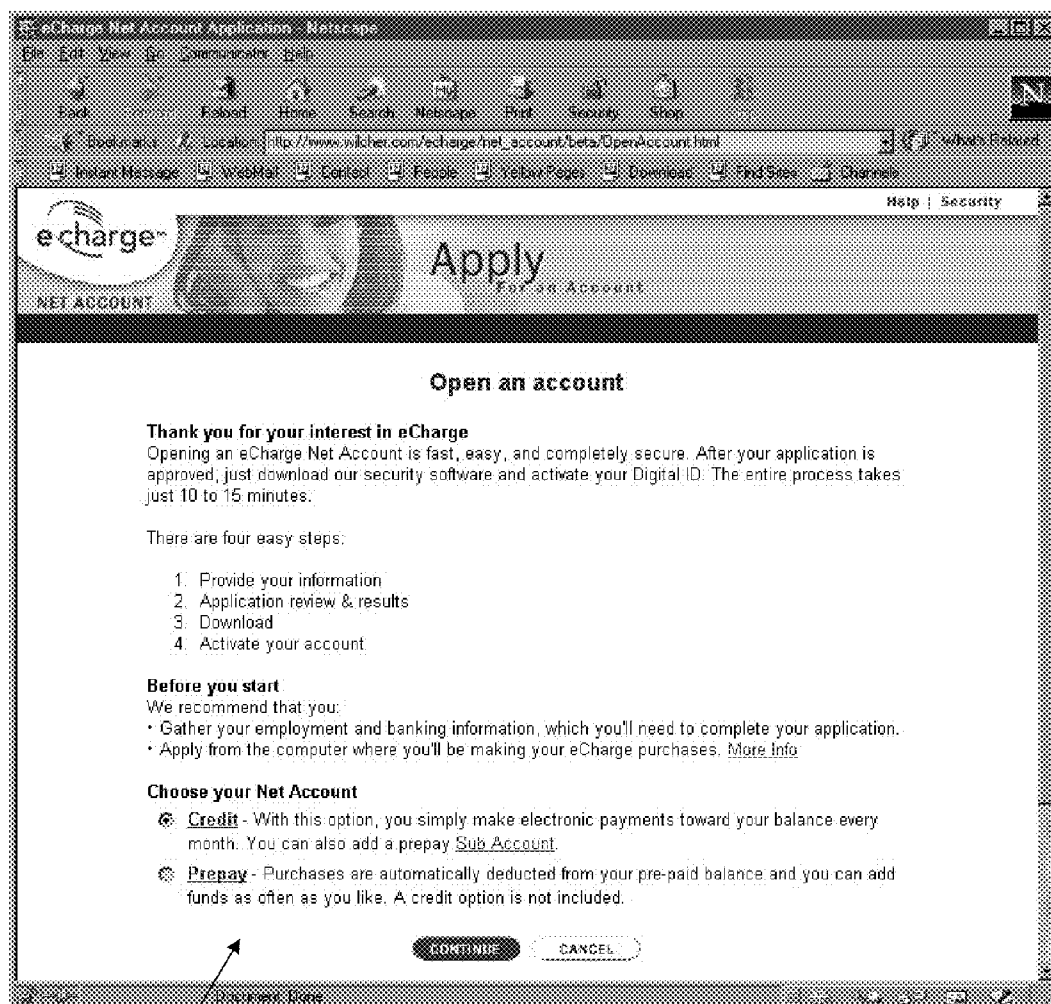 eCharge Net Account Application - Netscape
File Edit View Go Communicator Help
Back Reload Home Search Netscape Print Security Shop
Bookmarks Location http://www.wilcher.com/echarge/net_account/beta/OpenAccount.html What's Related
Instant Message WebMail Contact People Yellow Pages Download Find Sites Channels
Help | Security
echarge™
NET ACCOUNT
Apply
For an Account
Open an account
Thank you for your interest in eCharge
Opening an eCharge Net Account is fast, easy, and completely secure. After your application is
approved, just download our security software and activate your Digital ID. The entire process takes
just 10 to 15 minutes.
There are four easy steps:
1. Provide your information
2. Application review & results
3. Download
4. Activate your account
Before you start
We recommend that you:
• Gather your employment and banking information, which you'll need to complete your application.
• Apply from the computer where you'll be making your eCharge purchases. More Info
Choose your Net Account
Credit - With this option, you simply make electronic payments toward your balance every
month. You can also add a prepay Sub Account.
Prepay - Purchases are automatically deducted from your pre-paid balance and you can add
funds as often as you like. A credit option is not included.
CONTINUE CANCEL
Document: Done